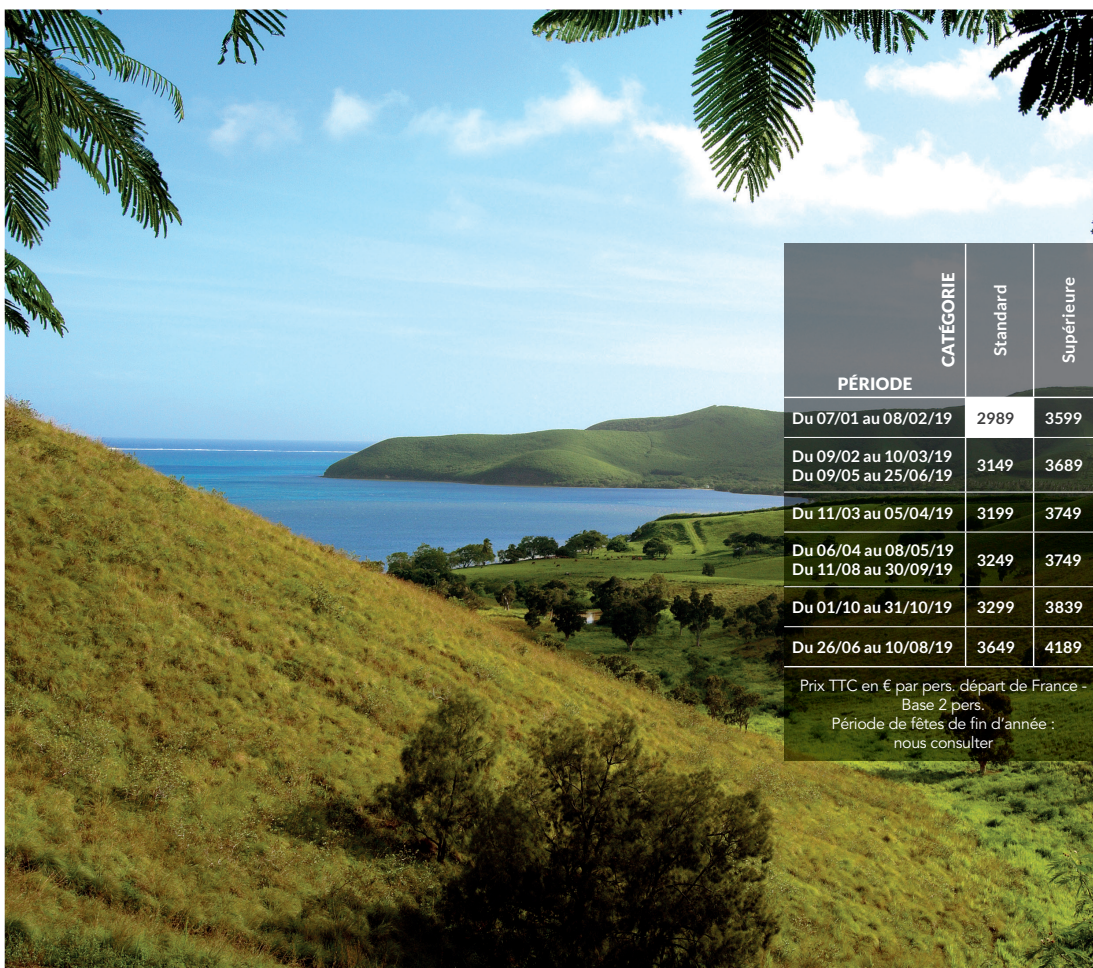 CATÉGORIE
Standard
Supérieure
PÉRIODE
Du 07/01 au 08/02/19 2989 3599
Du 09/02 au 10/03/19
Du 09/05 au 25/06/19 3149 3689
Du 11/03 au 05/04/19 3199 3749
Du 06/04 au 08/05/19
Du 11/08 au 30/09/19 3249 3749
Du 01/10 au 31/10/19 3299 3839
Du 26/06 au 10/08/19 3649 4189
Prix TTC en € par pers. départ de France -
Base 2 pers.
Période de fêtes de fin d'année :
nous consulter